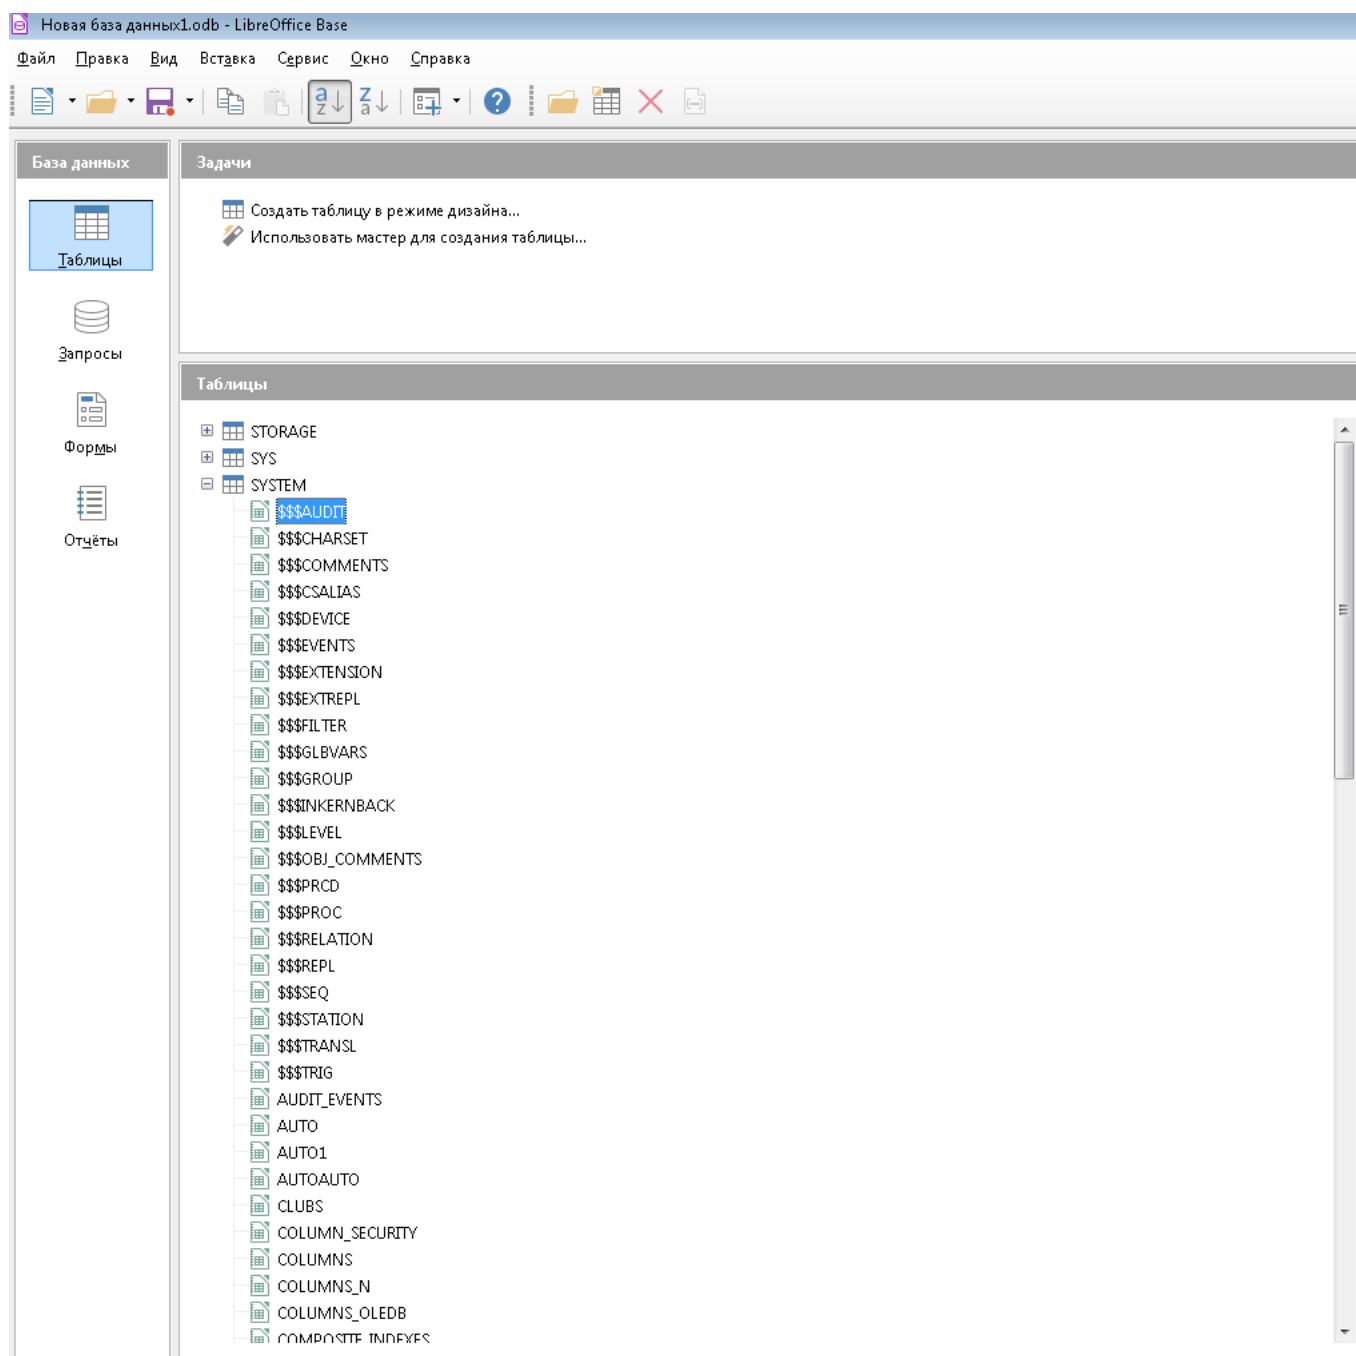 Новая база данных1.odb - LibreOffice Base
Файл Правка Вид Вставка Сервис Окно Справка
База данных
Таблицы
Запросы
Формы
Отчёты
Задачи
Создать таблицу в режиме дизайна...
Использовать мастер для создания таблицы...
Таблицы
STORAGE
SYS
SYSTEM
$$$AUDIT
$$$CHARSET
$$$COMMENTS
$$$CSALIAS
$$$DEVICE
$$$EVENTS
$$$EXTENSION
$$$EXTREPL
$$$FILTER
$$$GLBVARS
$$$GROUP
$$$INKERNBACK
$$$LEVEL
$$$OBJ_COMMENTS
$$$PRCD
$$$PROC
$$$RELATION
$$$REPL
$$$SEQ
$$$STATION
$$$TRANSL
$$$TRIG
AUDIT_EVENTS
AUTO
AUTO1
AUTOAUTO
CLUBS
COLUMN_SECURITY
COLUMNS
COLUMNS_N
COLUMNS_OLEDB
COMPOSITE_INDEXES